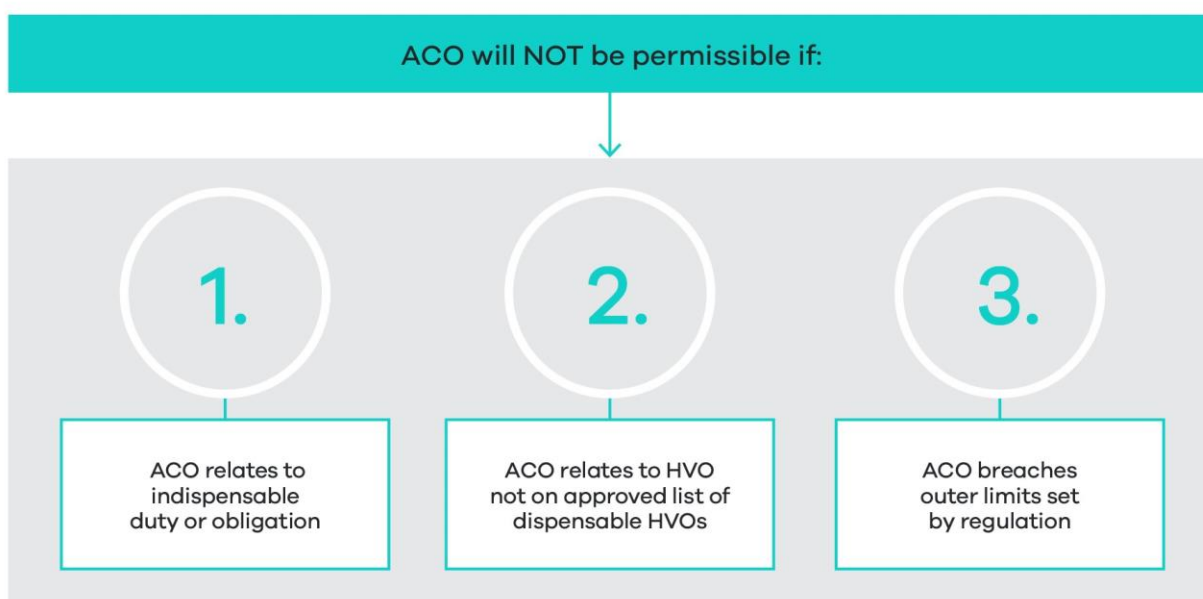 ACO will NOT be permissible if:
1.
2.
3.
ACO relates to
indispensable
duty or obligation
ACO relates to HVO
not on approved list of
dispensable HVOs
ACO breaches
outer limits set
by regulation